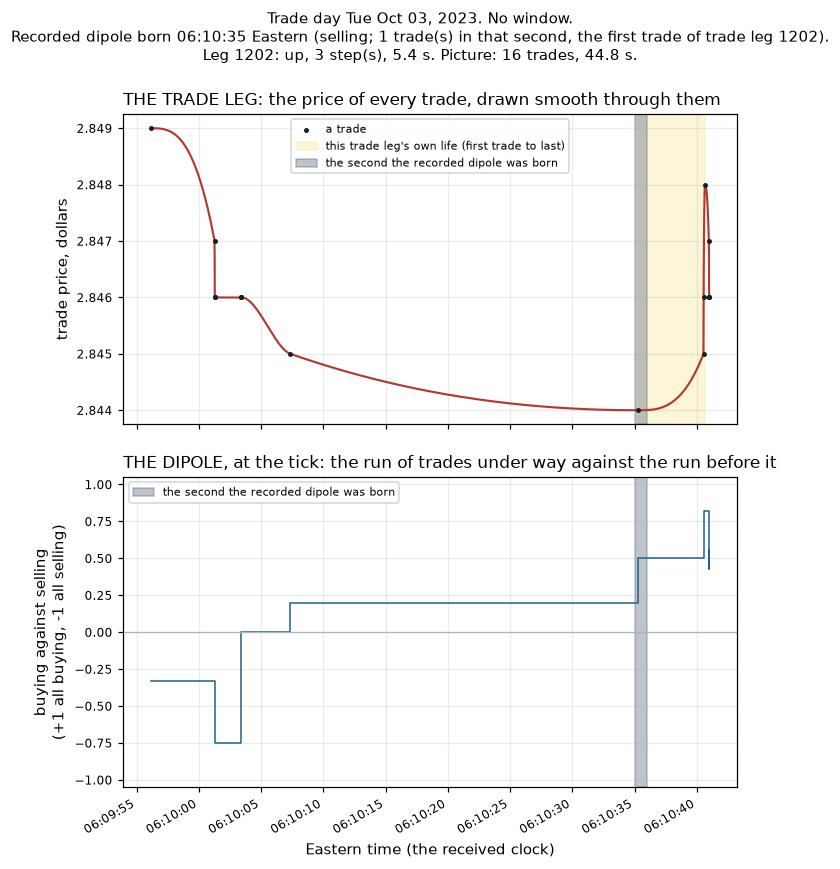 Trade day Tue Oct 03, 2023. No window.
Recorded dipole born 06:10:35 Eastern (selling; 1 trade(s) in that second, the first trade of trade leg 1202).
Leg 1202: up, 3 step(s), 5.4 s. Picture: 16 trades, 44.8 s.
THE TRADE LEG: the price of every trade, drawn smooth through them
a trade
this trade leg's own life (first trade to last)
the second the recorded dipole was born
trade price, dollars
2.849
2.848
2.847
2.846
2.845
2.844
THE DIPOLE, at the tick: the run of trades under way against the run before it
the second the recorded dipole was born
buying against selling
(+1 all buying, -1 all selling)
1.00
0.75
0.50
0.25
0.00
−0.25
−0.50
−0.75
−1.00
06:09:55
06:10:00
06:10:05
06:10:10
06:10:15
06:10:20
06:10:25
06:10:30
06:10:35
06:10:40
Eastern time (the received clock)